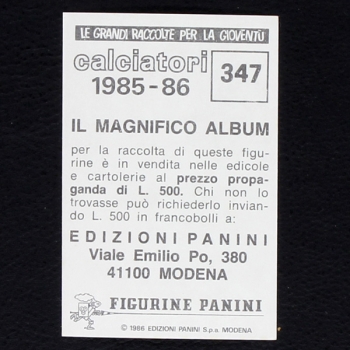 LE GRANDI RACCOLTE PER LA GIOVENTÙ
calciatori
1985-86
347
IL MAGNIFICO ALBUM
per la raccolta di queste figu-
rine è in vendita nelle edicole
e cartolerie al prezzo propa-
ganda di L. 500. Chi non lo
trovasse può richiederlo invian-
do L. 500 in francobolli a:
EDIZIONI PANINI
Viale Emilio Po, 380
41100 MODENA
FIGURINE PANINI
© 1986 EDIZIONI PANINI S.p.a. MODENA